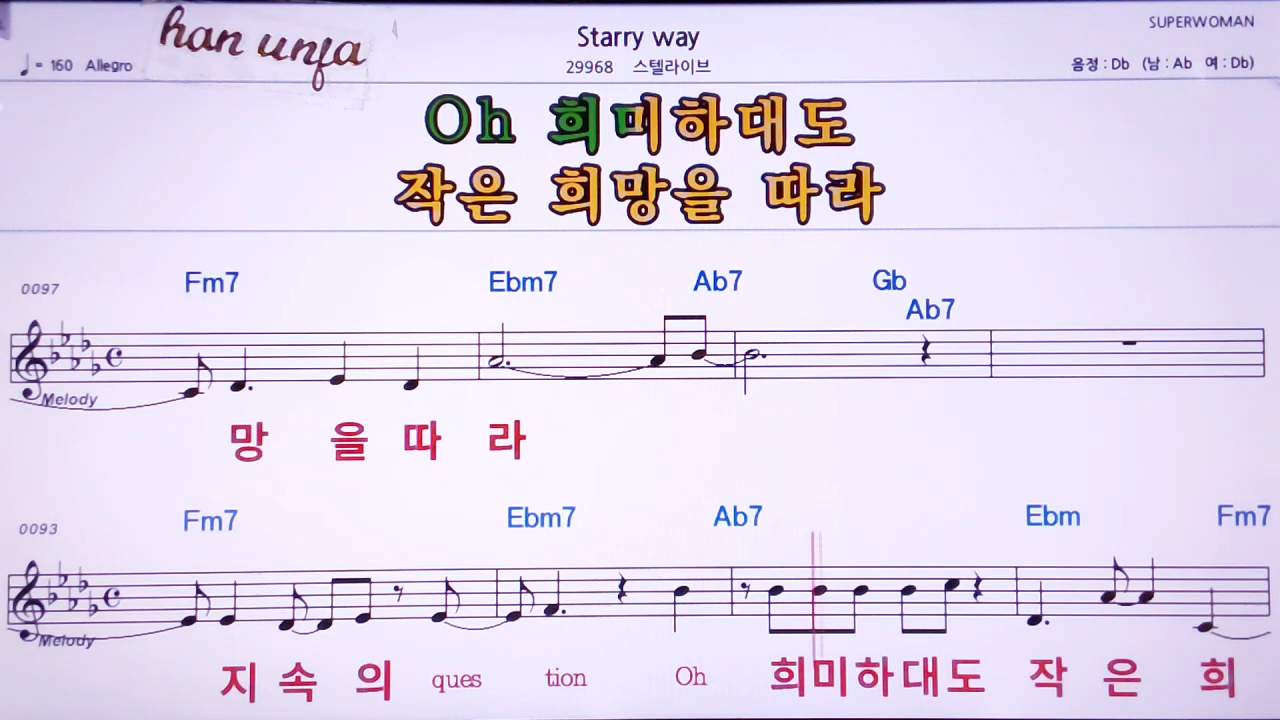 han unfa
Starry way
SUPERWOMAN
♩ = 160 Allegro
29968 스텔라이브
음정 : Db (남 : Ab 여 : Db)
Oh 희미하대도
작은 희망을 따라
0097 Fm7 Ebm7 Ab7 Gb
Ab7
Melody
망 을 따 라
0093 Fm7 Ebm7 Ab7 Ebm Fm7
Melody
지 속 의 ques tion Oh 희미하대도 작 은 희